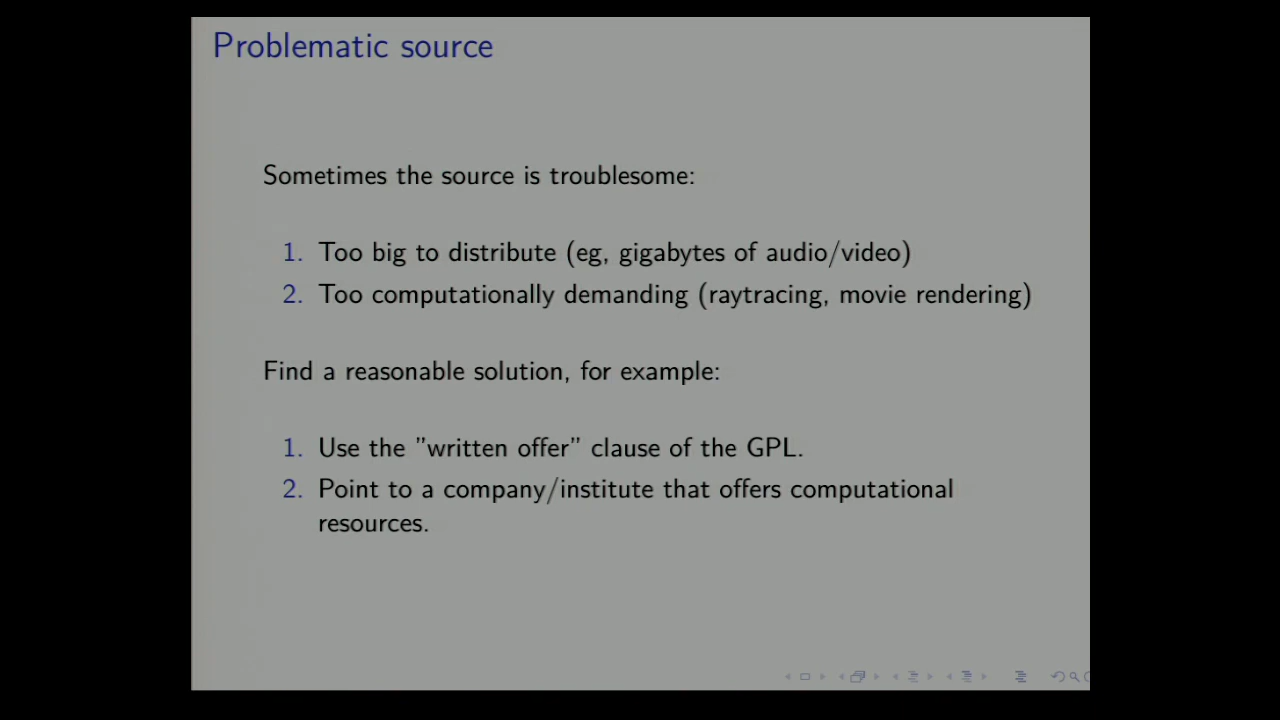 Problematic source
Sometimes the source is troublesome:
1. Too big to distribute (eg, gigabytes of audio/video)
2. Too computationally demanding (raytracing, movie rendering)
Find a reasonable solution, for example:
1. Use the ”written offer” clause of the GPL.
2. Point to a company/institute that offers computational
resources.